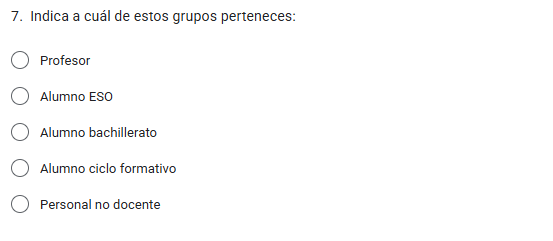 7. Indica a cuál de estos grupos perteneces:
Profesor
Alumno ESO
Alumno bachillerato
Alumno ciclo formativo
Personal no docente